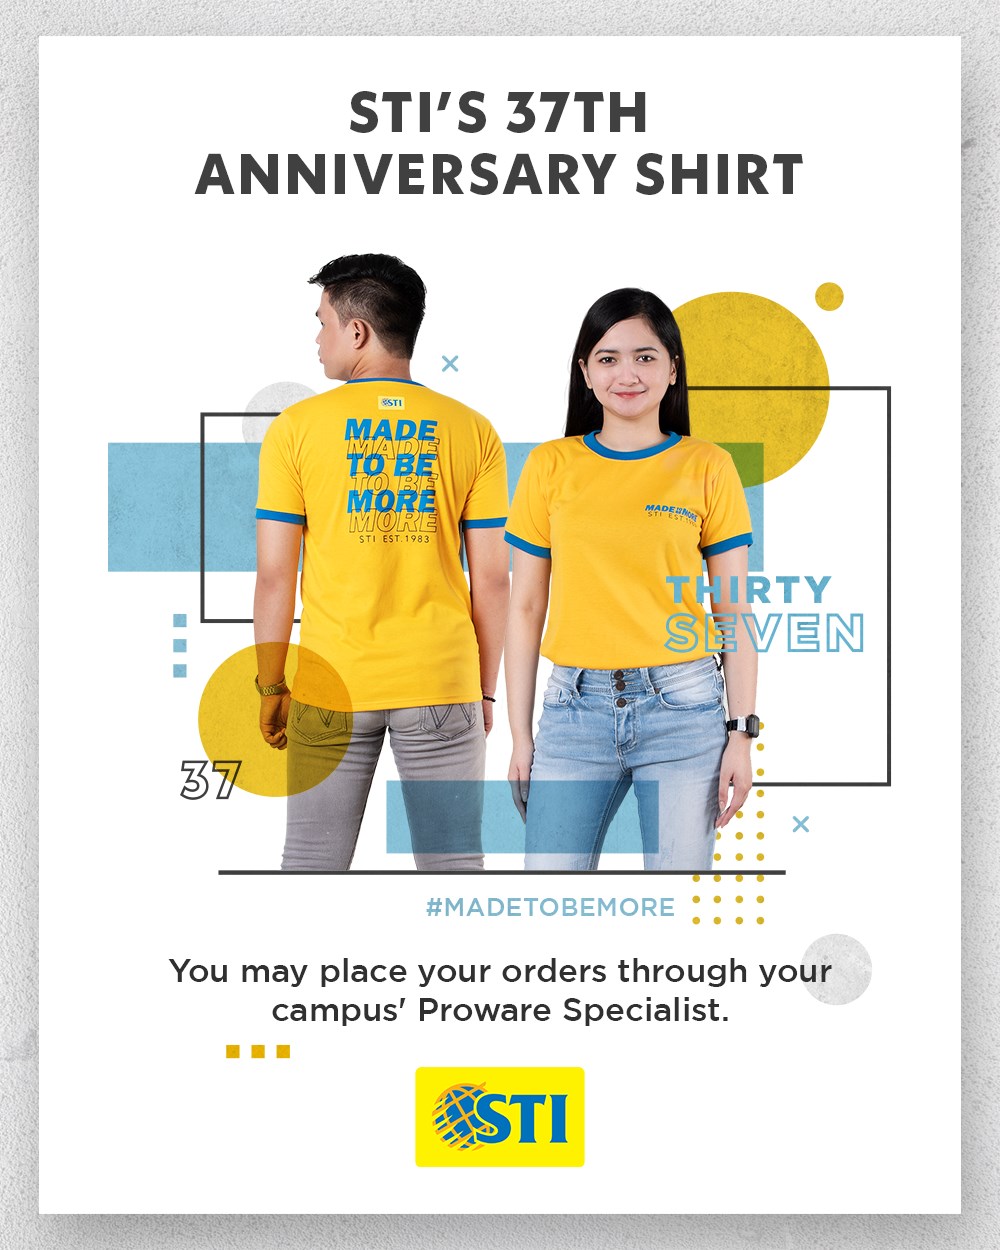 STI'S 37TH
ANNIVERSARY SHIRT
STI
MADE
MADE
TO BE
TO BE
MORE
MORE
STI EST.1983
MADE TO BE MORE
STI EST 1983
THIRTY
SEVEN
37
#MADETOBEMORE
You may place your orders through your
campus' Proware Specialist.
STI